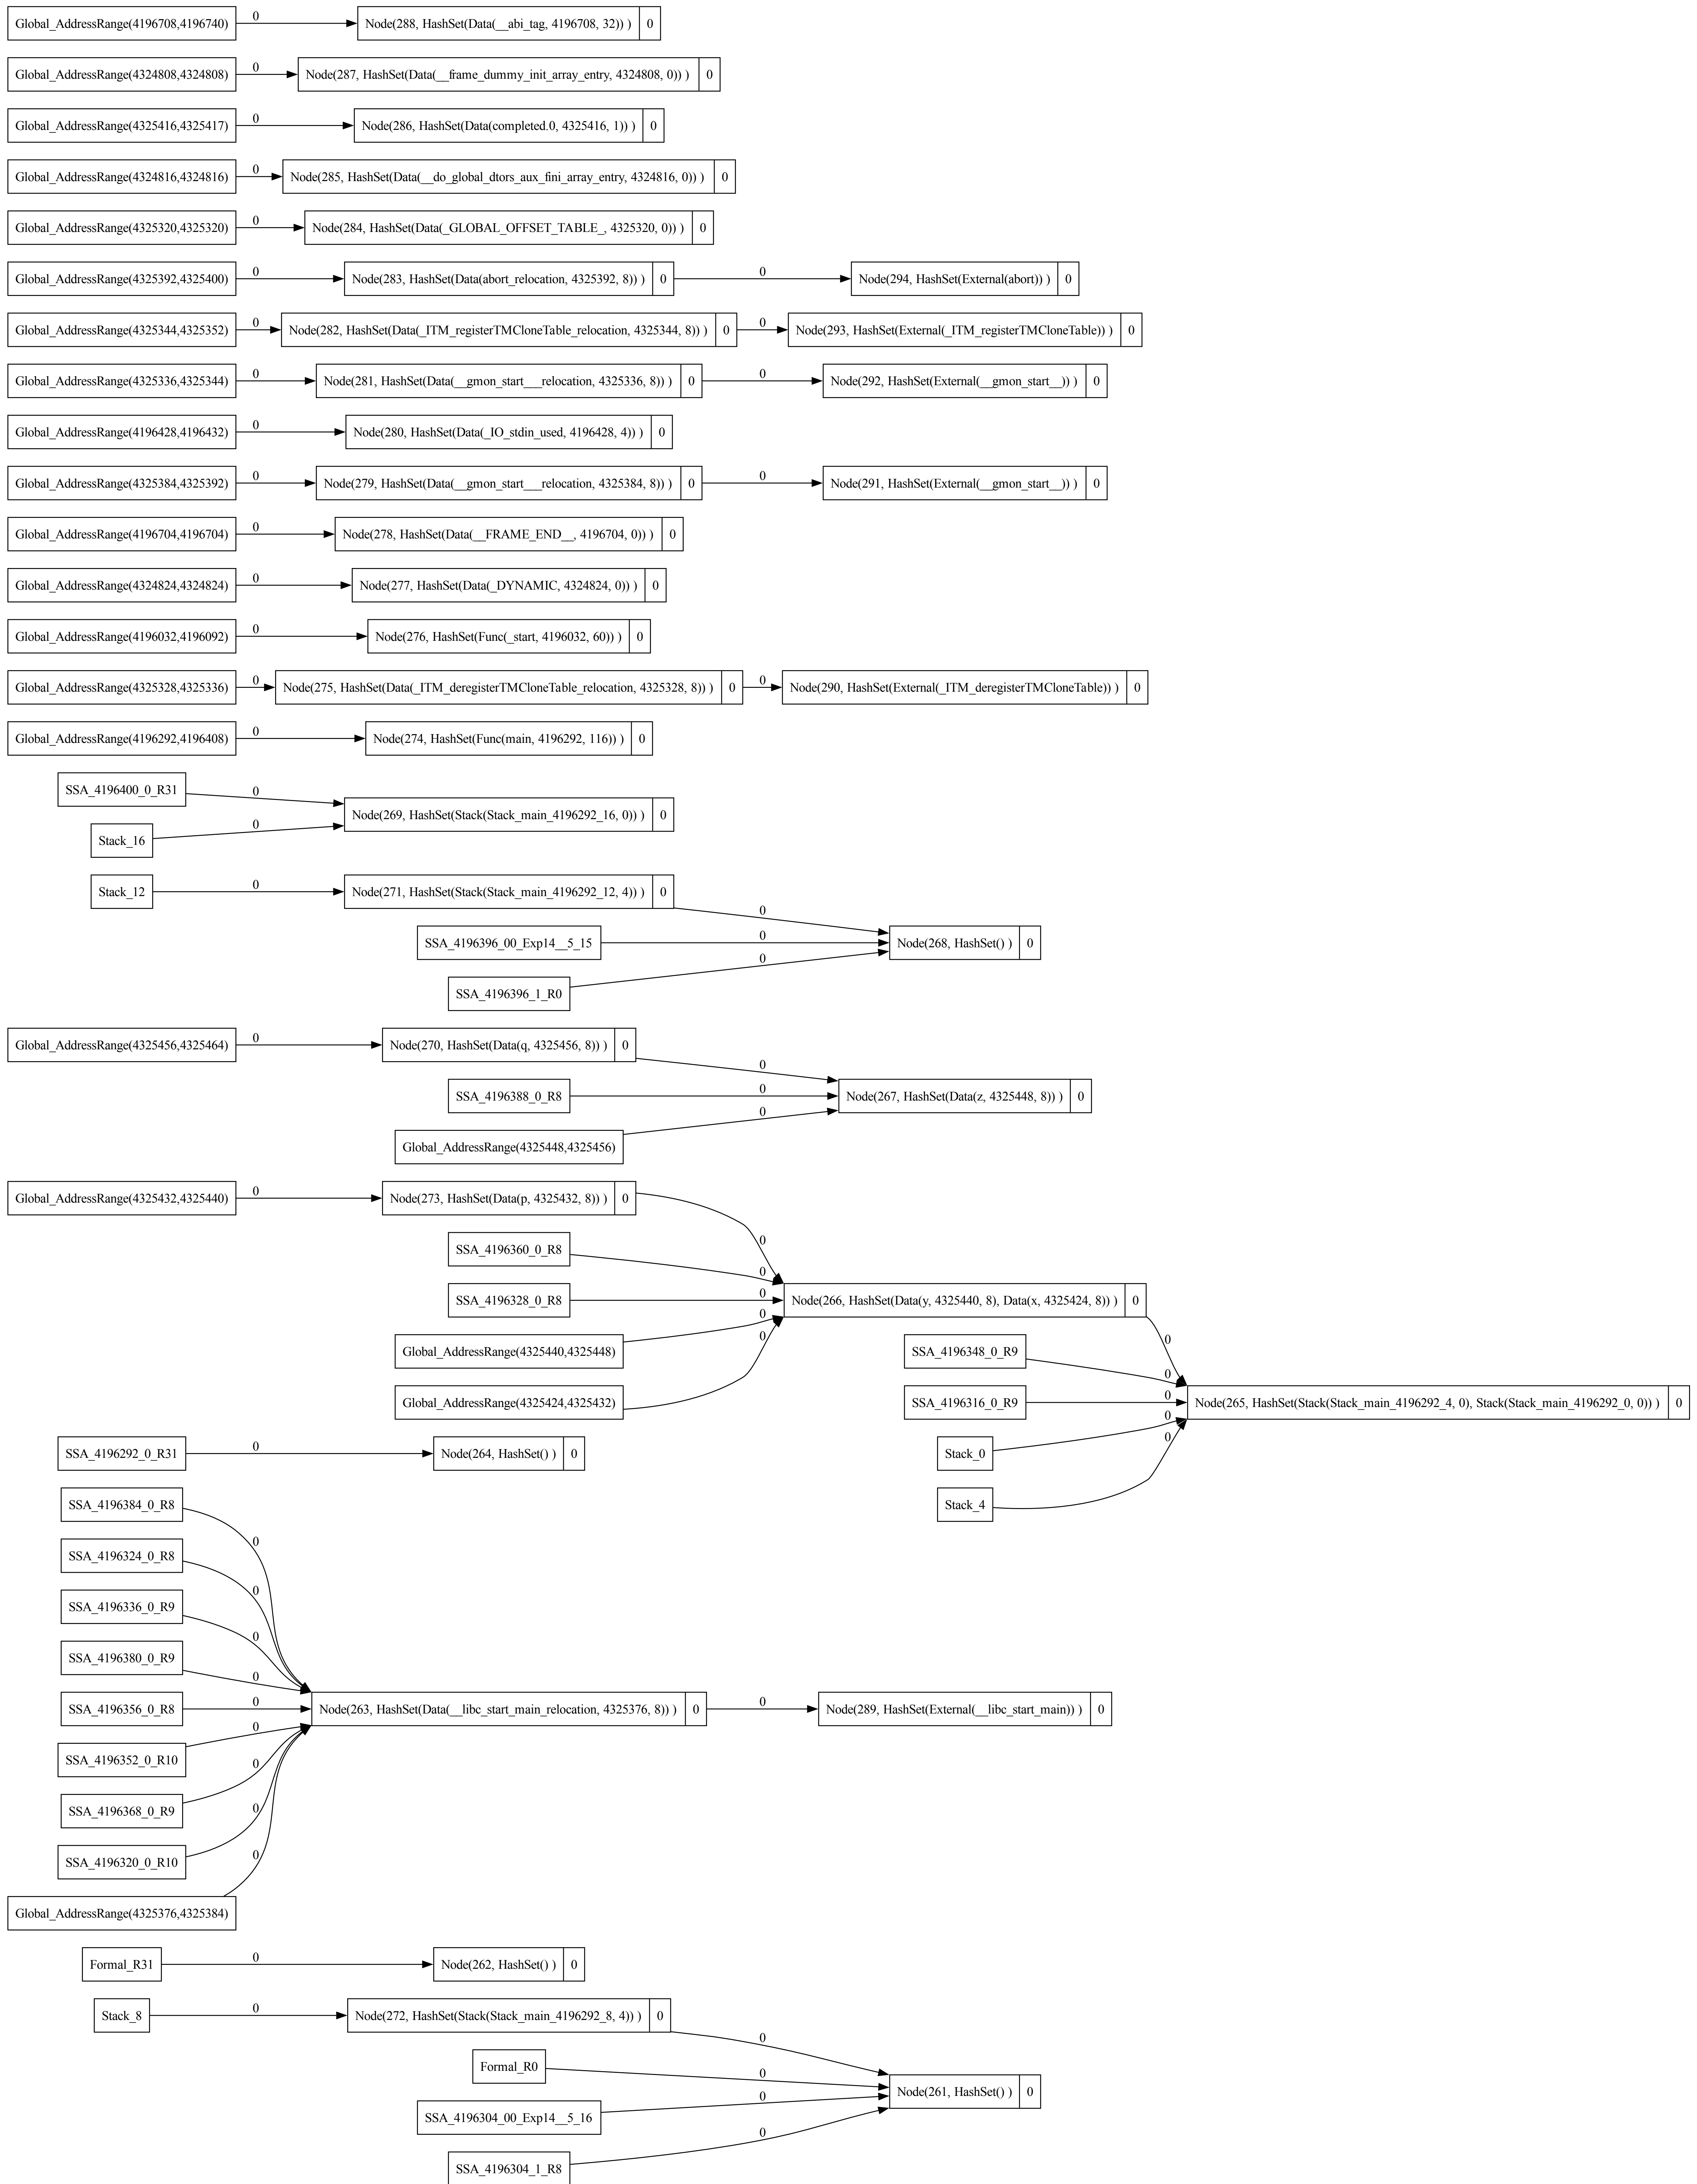 Global_AddressRange(4196708,4196740) 0 Node(288, HashSet(Data(__abi_tag, 4196708, 32)) ) 0
Global_AddressRange(4324808,4324808) 0 Node(287, HashSet(Data(__frame_dummy_init_array_entry, 4324808, 0)) ) 0
Global_AddressRange(4325416,4325417) 0 Node(286, HashSet(Data(completed.0, 4325416, 1)) ) 0
Global_AddressRange(4324816,4324816) 0 Node(285, HashSet(Data(__do_global_dtors_aux_fini_array_entry, 4324816, 0)) ) 0
Global_AddressRange(4325320,4325320) 0 Node(284, HashSet(Data(_GLOBAL_OFFSET_TABLE_, 4325320, 0)) ) 0
Global_AddressRange(4325392,4325400) 0 Node(283, HashSet(Data(abort_relocation, 4325392, 8)) ) 0 0 Node(294, HashSet(External(abort)) ) 0
Global_AddressRange(4325344,4325352) 0 Node(282, HashSet(Data(_ITM_registerTMCloneTable_relocation, 4325344, 8)) ) 0 0 Node(293, HashSet(External(_ITM_registerTMCloneTable)) ) 0
Global_AddressRange(4325336,4325344) 0 Node(281, HashSet(Data(__gmon_start___relocation, 4325336, 8)) ) 0 0 Node(292, HashSet(External(__gmon_start__)) ) 0
Global_AddressRange(4196428,4196432) 0 Node(280, HashSet(Data(_IO_stdin_used, 4196428, 4)) ) 0
Global_AddressRange(4325384,4325392) 0 Node(279, HashSet(Data(__gmon_start___relocation, 4325384, 8)) ) 0 0 Node(291, HashSet(External(__gmon_start__)) ) 0
Global_AddressRange(4196704,4196704) 0 Node(278, HashSet(Data(__FRAME_END__, 4196704, 0)) ) 0
Global_AddressRange(4324824,4324824) 0 Node(277, HashSet(Data(_DYNAMIC, 4324824, 0)) ) 0
Global_AddressRange(4196032,4196092) 0 Node(276, HashSet(Func(_start, 4196032, 60)) ) 0
Global_AddressRange(4325328,4325336) 0 Node(275, HashSet(Data(_ITM_deregisterTMCloneTable_relocation, 4325328, 8)) ) 0 0 Node(290, HashSet(External(_ITM_deregisterTMCloneTable)) ) 0
Global_AddressRange(4196292,4196408) 0 Node(274, HashSet(Func(main, 4196292, 116)) ) 0
SSA_4196400_0_R31 0
Node(269, HashSet(Stack(Stack_main_4196292_16, 0)) ) 0
Stack_16 0
Stack_12 0 Node(271, HashSet(Stack(Stack_main_4196292_12, 4)) ) 0 0
SSA_4196396_00_Exp14__5_15 0 Node(268, HashSet() ) 0
SSA_4196396_1_R0 0
Global_AddressRange(4325456,4325464) 0 Node(270, HashSet(Data(q, 4325456, 8)) ) 0 0
SSA_4196388_0_R8 0 Node(267, HashSet(Data(z, 4325448, 8)) ) 0
Global_AddressRange(4325448,4325456) 0
Global_AddressRange(4325432,4325440) 0 Node(273, HashSet(Data(p, 4325432, 8)) ) 0 0
SSA_4196360_0_R8 0
SSA_4196328_0_R8 0 Node(266, HashSet(Data(y, 4325440, 8), Data(x, 4325424, 8)) ) 0 0
Global_AddressRange(4325440,4325448) 0
SSA_4196348_0_R9 0
Global_AddressRange(4325424,4325432) 0
SSA_4196316_0_R9 0 Node(265, HashSet(Stack(Stack_main_4196292_4, 0), Stack(Stack_main_4196292_0, 0)) ) 0
SSA_4196292_0_R31 0 Node(264, HashSet() ) 0
Stack_0 0
SSA_4196384_0_R8 0
Stack_4 0
SSA_4196324_0_R8 0
SSA_4196336_0_R9 0
SSA_4196380_0_R9 0
SSA_4196356_0_R8 0 Node(263, HashSet(Data(__libc_start_main_relocation, 4325376, 8)) ) 0 0 Node(289, HashSet(External(__libc_start_main)) ) 0
SSA_4196352_0_R10 0
SSA_4196368_0_R9 0
SSA_4196320_0_R10 0
Global_AddressRange(4325376,4325384) 0
Formal_R31 0 Node(262, HashSet() ) 0
Stack_8 0 Node(272, HashSet(Stack(Stack_main_4196292_8, 4)) ) 0 0
Formal_R0 0
Node(261, HashSet() ) 0
SSA_4196304_00_Exp14__5_16 0
SSA_4196304_1_R8 0